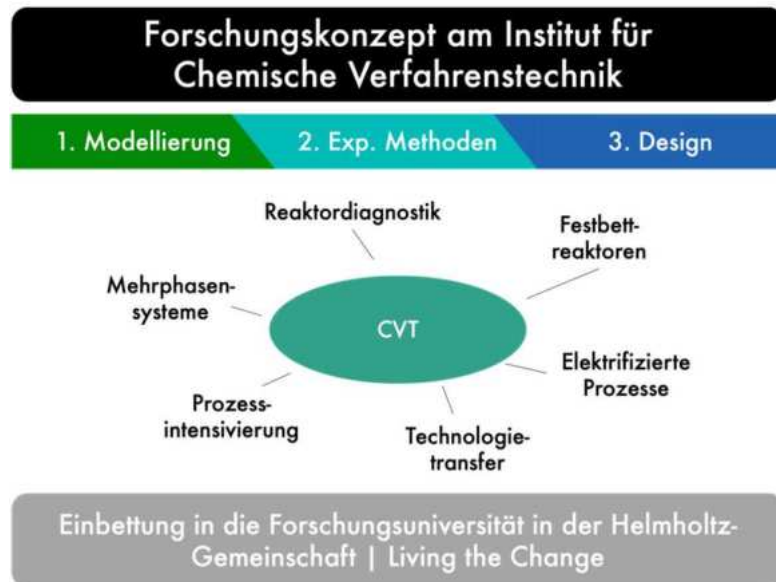 Forschungskonzept am Institut für
Chemische Verfahrenstechnik
1. Modellierung
2. Exp. Methoden
3. Design
Reaktordiagnostik
Festbett-
reaktoren
Mehrphasen-
systeme
CVT
Elektrifizierte
Prozesse
Prozess-
intensivierung
Technologie-
transfer
Einbettung in die Forschungsuniversität in der Helmholtz-
Gemeinschaft | Living the Change